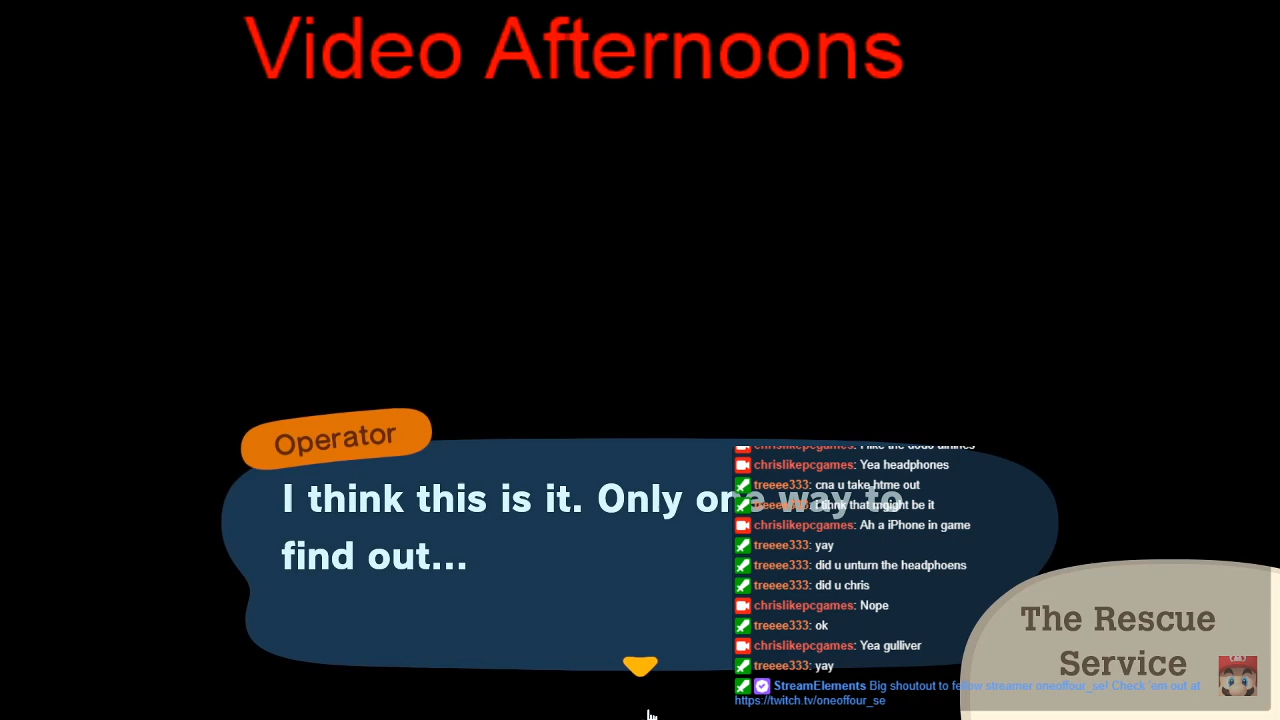 Video Afternoons
Operator
I think this is it. Only one way to
find out...
chrislikepcgames: Yea headphones
treeee333: cna u take htme out
treeee333: i tihnk that mgight be it
chrislikepcgames: Ah a iPhone in game
treeee333: yay
treeee333: did u unturn the headphoens
treeee333: did u chris
chrislikepcgames: Nope
treeee333: ok
chrislikepcgames: Yea gulliver
treeee333: yay
StreamElements Big shoutout to fellow streamer oneoffour_se! Check 'em out at
https://twitch.tv/oneoffour_se
The Rescue
Service